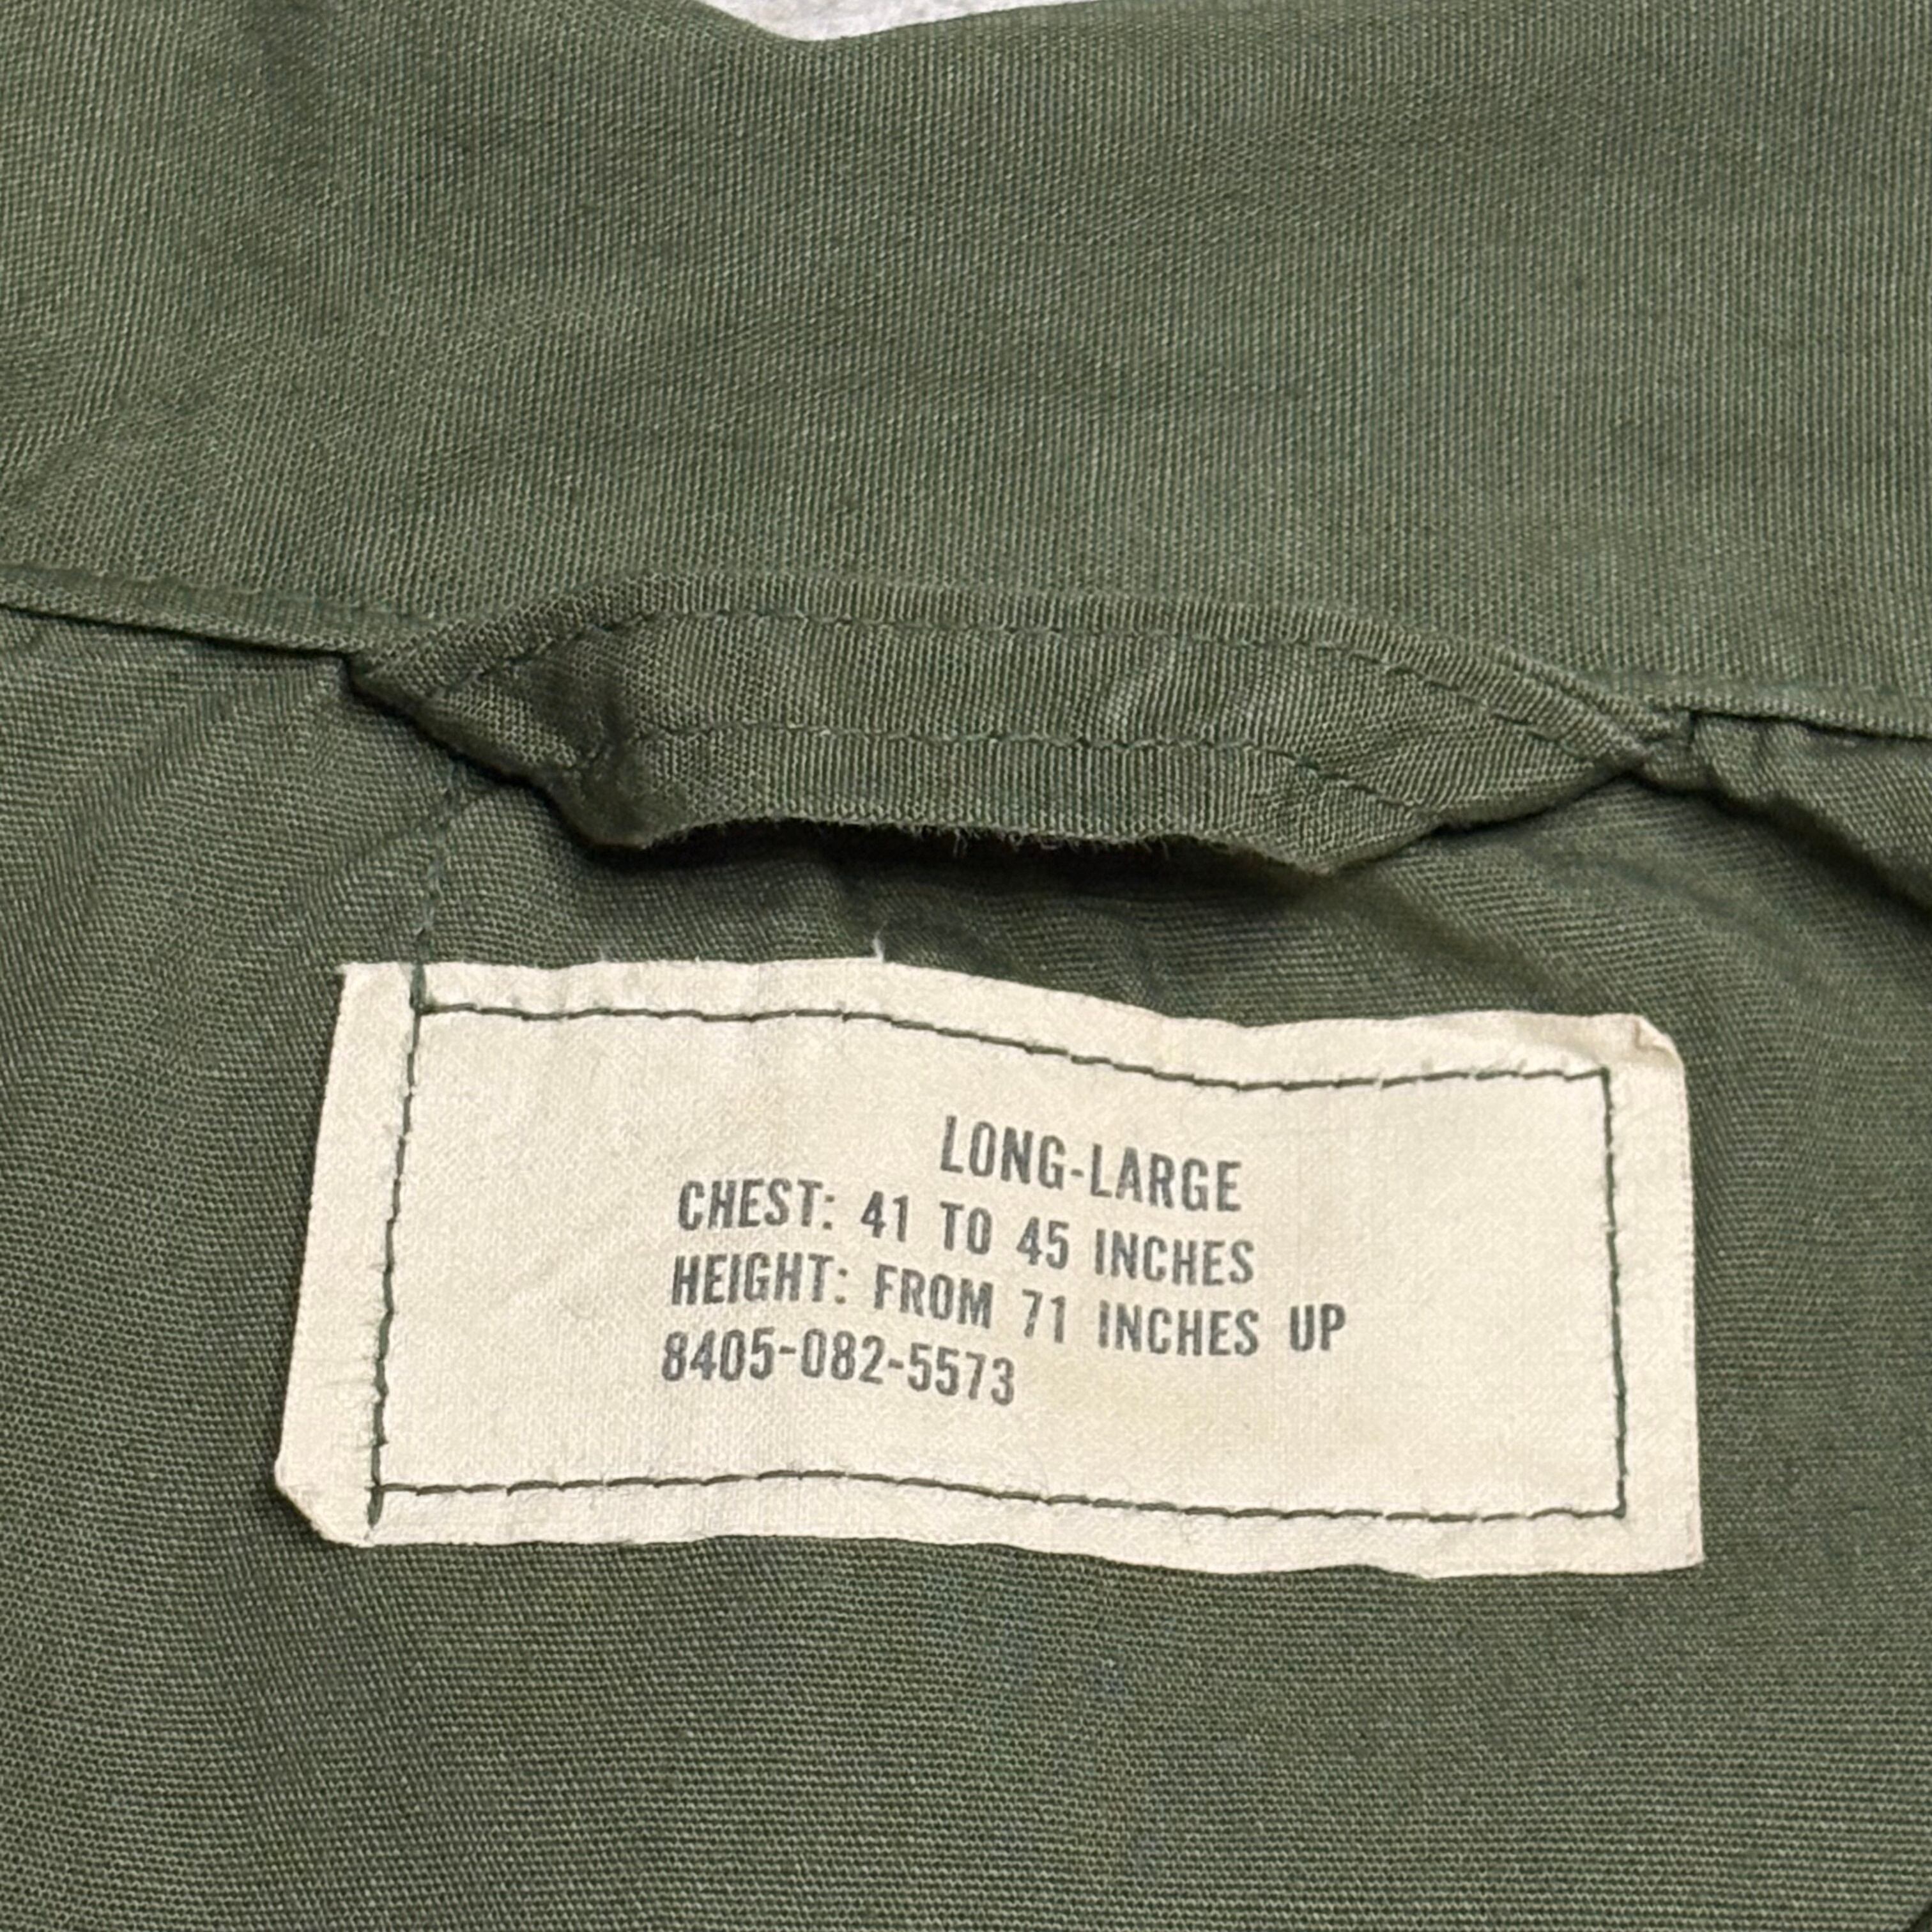 LONG-LARGE
CHEST: 41 TO 45 INCHES
HEIGHT: FROM 71 INCHES UP
8405-082-5573